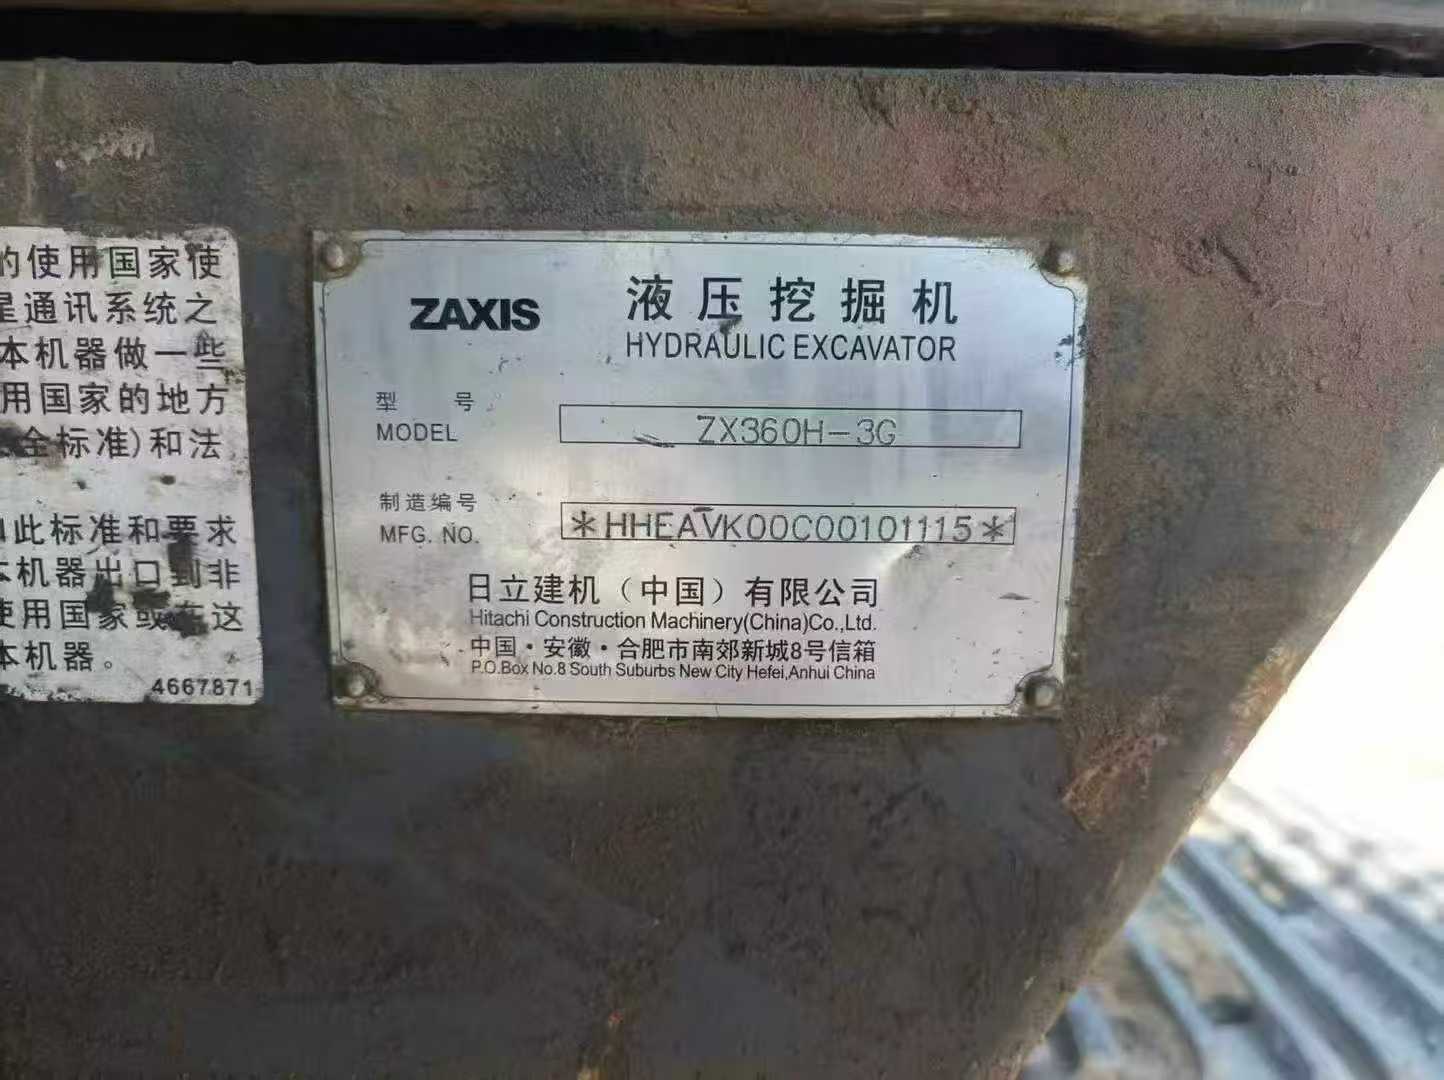 的使用国家使
星通讯系统之
本机器做一些
用国家的地方
全标准)和法
如此标准和要求
本机器出口到非
使用国家或在这
本机器。
4667871
ZAXIS
液压挖掘机
HYDRAULIC EXCAVATOR
型号
MODEL
ZX360H-3G
制造编号
MFG. NO.
*HHEAVK00C00101115*
日立建机（中国）有限公司
Hitachi Construction Machinery(China)Co.,Ltd.
中国·安徽·合肥市南郊新城8号信箱
P.O.Box No.8 South Suburbs New City Hefei,Anhui China